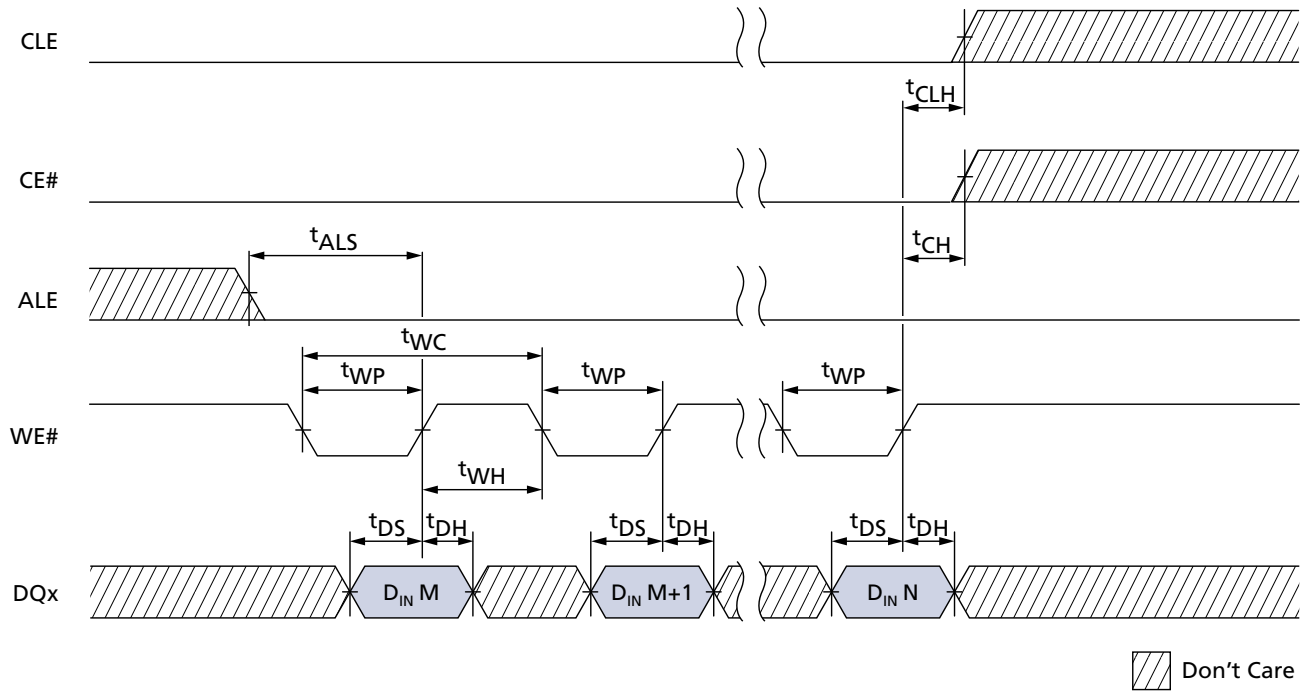 CLE
tCLH
CE#
tCH
tALS
ALE
tWC
tWP tWP tWP
WE#
tWH
tDS tDH tDS tDH tDS tDH
DQx
DIN M DIN M+1 DIN N
Don't Care